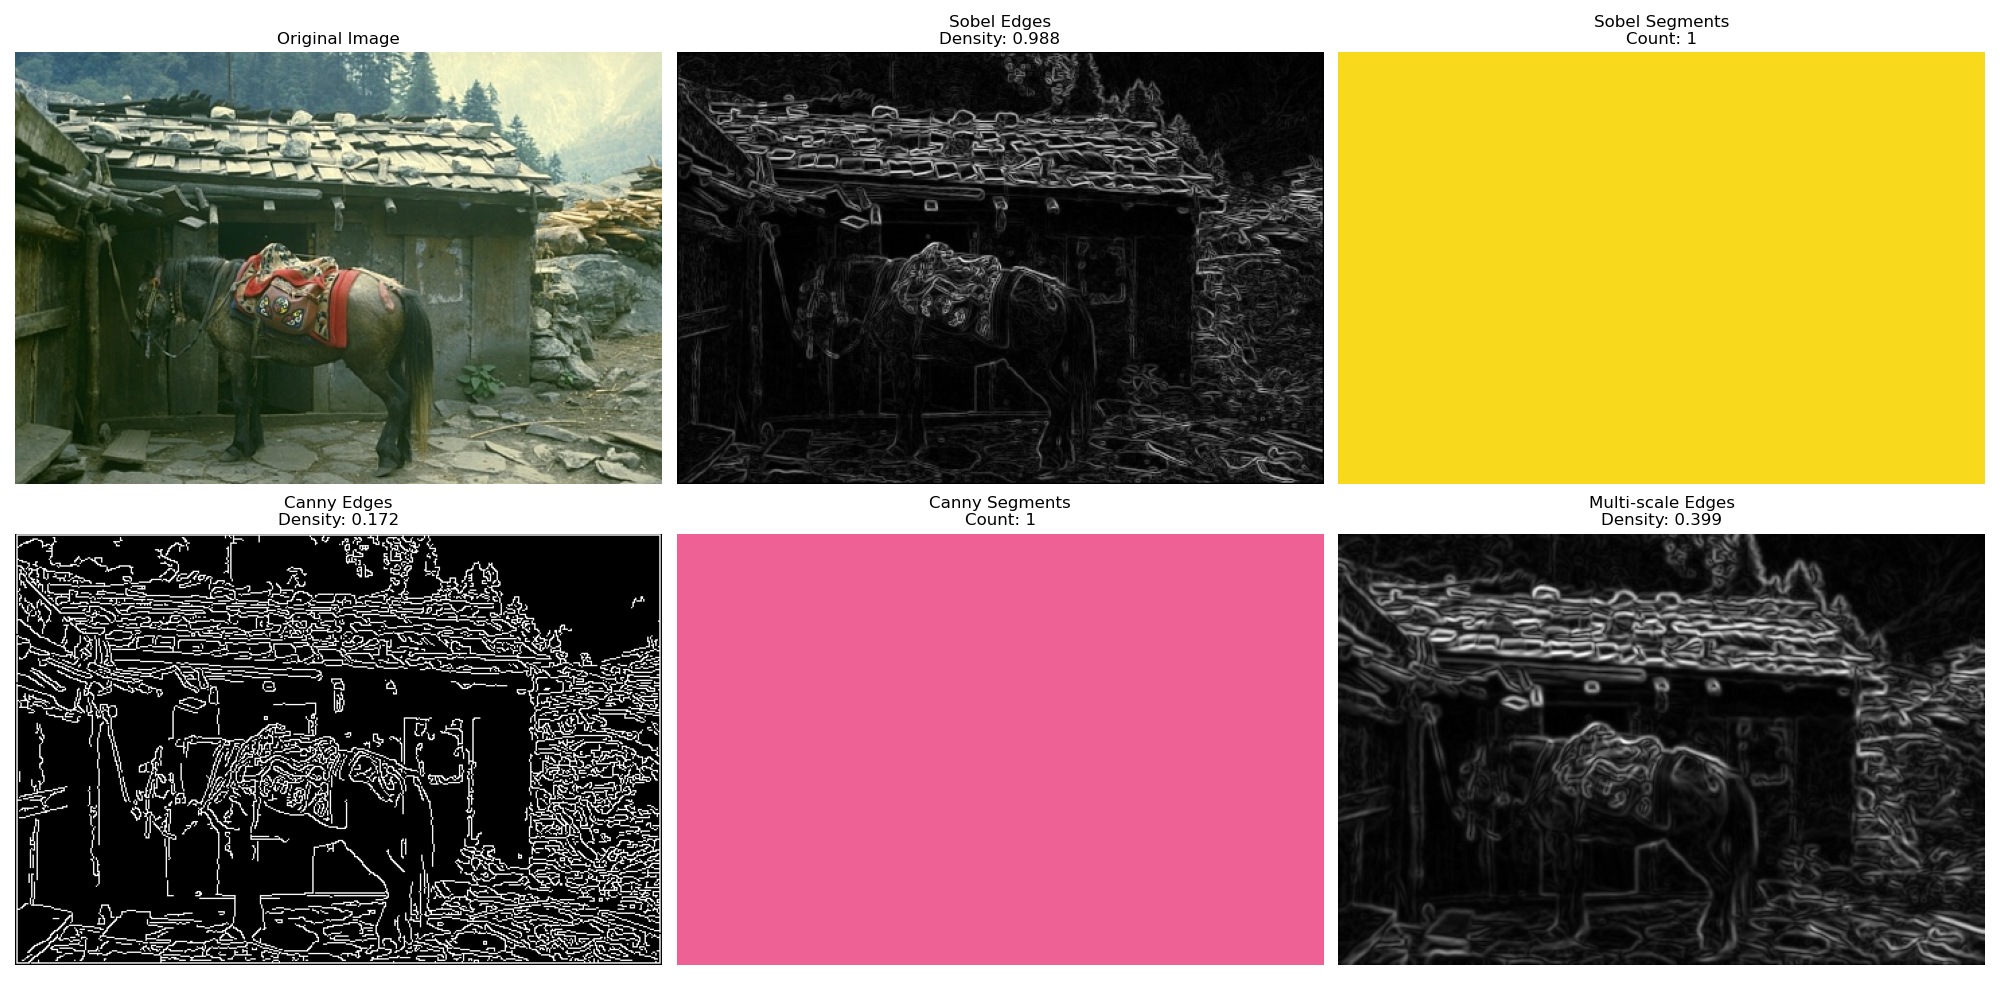 Original Image
Sobel Edges
Density: 0.988
Sobel Segments
Count: 1
Canny Edges
Density: 0.172
Canny Segments
Count: 1
Multi-scale Edges
Density: 0.399